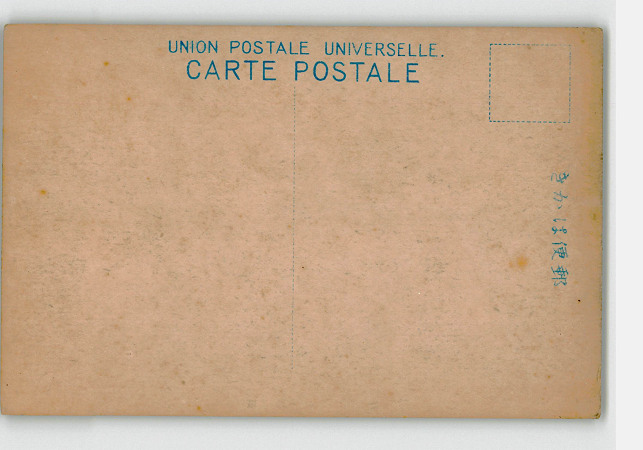 UNION POSTALE UNIVERSELLE.
CARTE POSTALE
きかは便郵